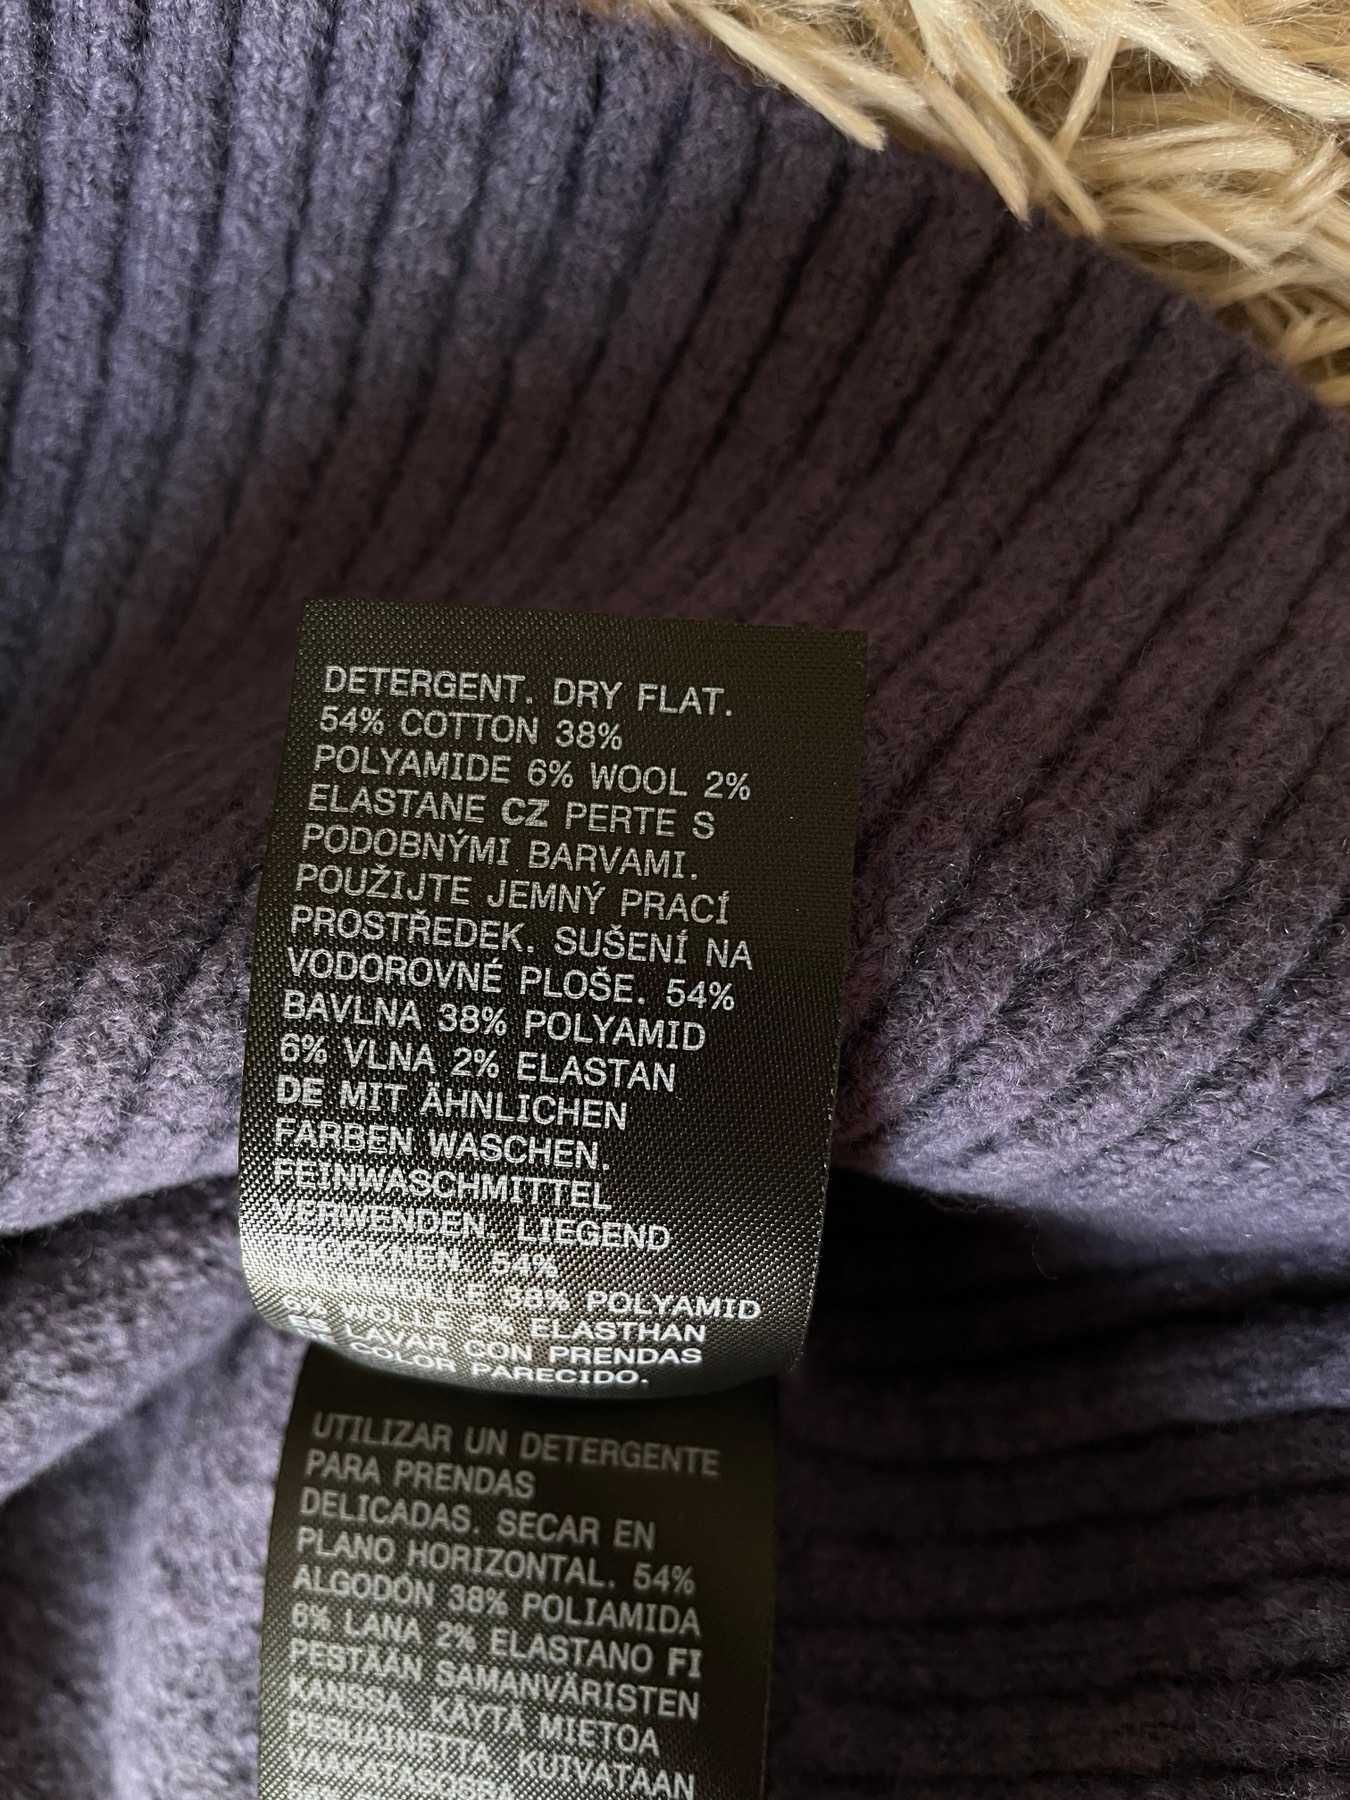 DETERGENT. DRY FLAT.
54% COTTON 38%
POLYAMIDE 6% WOOL 2%
ELASTANE CZ PERTE S
PODOBNÝMI BARVAMI.
POUŽIJTE JEMNÝ PRACÍ
PROSTŘEDEK. SUŠENÍ NA
VODOROVNÉ PLOŠE. 54%
BAVLNA 38% POLYAMID
6% VLNA 2% ELASTAN
DE MIT ÄHNLICHEN
FARBEN WASCHEN.
FEINWASCHMITTEL
VERWENDEN. LIEGEND
TROCKNEN. 54%
BAUMWOLLE 38% POLYAMID
6% WOLLE 2% ELASTHAN
ES LAVAR CON PRENDAS
DE COLOR PARECIDO.
UTILIZAR UN DETERGENTE
PARA PRENDAS
DELICADAS. SECAR EN
PLANO HORIZONTAL. 54%
ALGODÓN 38% POLIAMIDA
6% LANA 2% ELASTANO FI
PESTÄÄN SAMANVÄRISTEN
KANSSA. KÄYTÄ MIETOA
PESUAINETTA. KUIVATAAN
VAAKATASOSSA